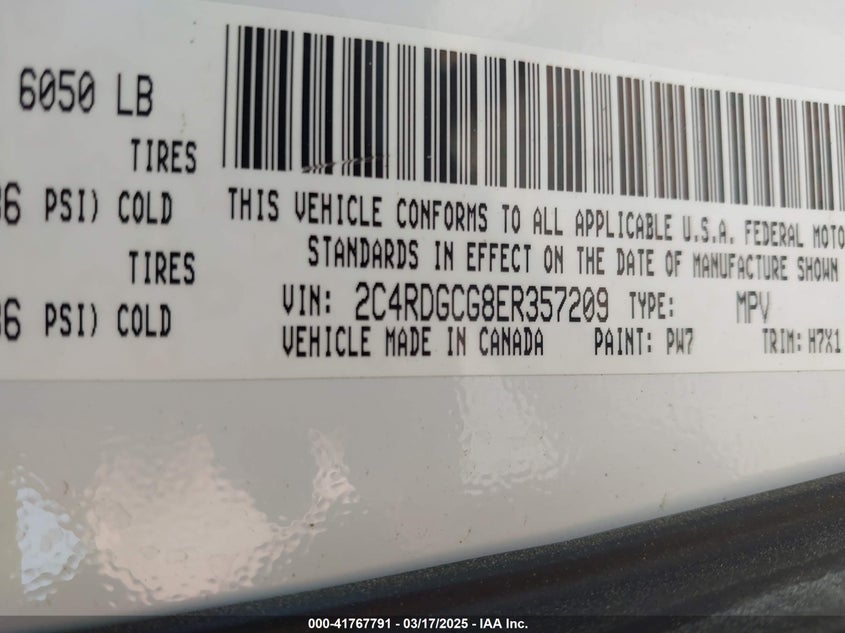 6050 LB
TIRES
36 PSI) COLD
TIRES
36 PSI) COLD
THIS VEHICLE CONFORMS TO ALL APPLICABLE U.S.A. FEDERAL MOTO
STANDARDS IN EFFECT ON THE DATE OF MANUFACTURE SHOWN
VIN: 2C4RDGCG8ER357209 TYPE: MPV
VEHICLE MADE IN CANADA PAINT: PW7 TRIM: H7X1
000-41767791 - 03/17/2025 - IAA Inc.